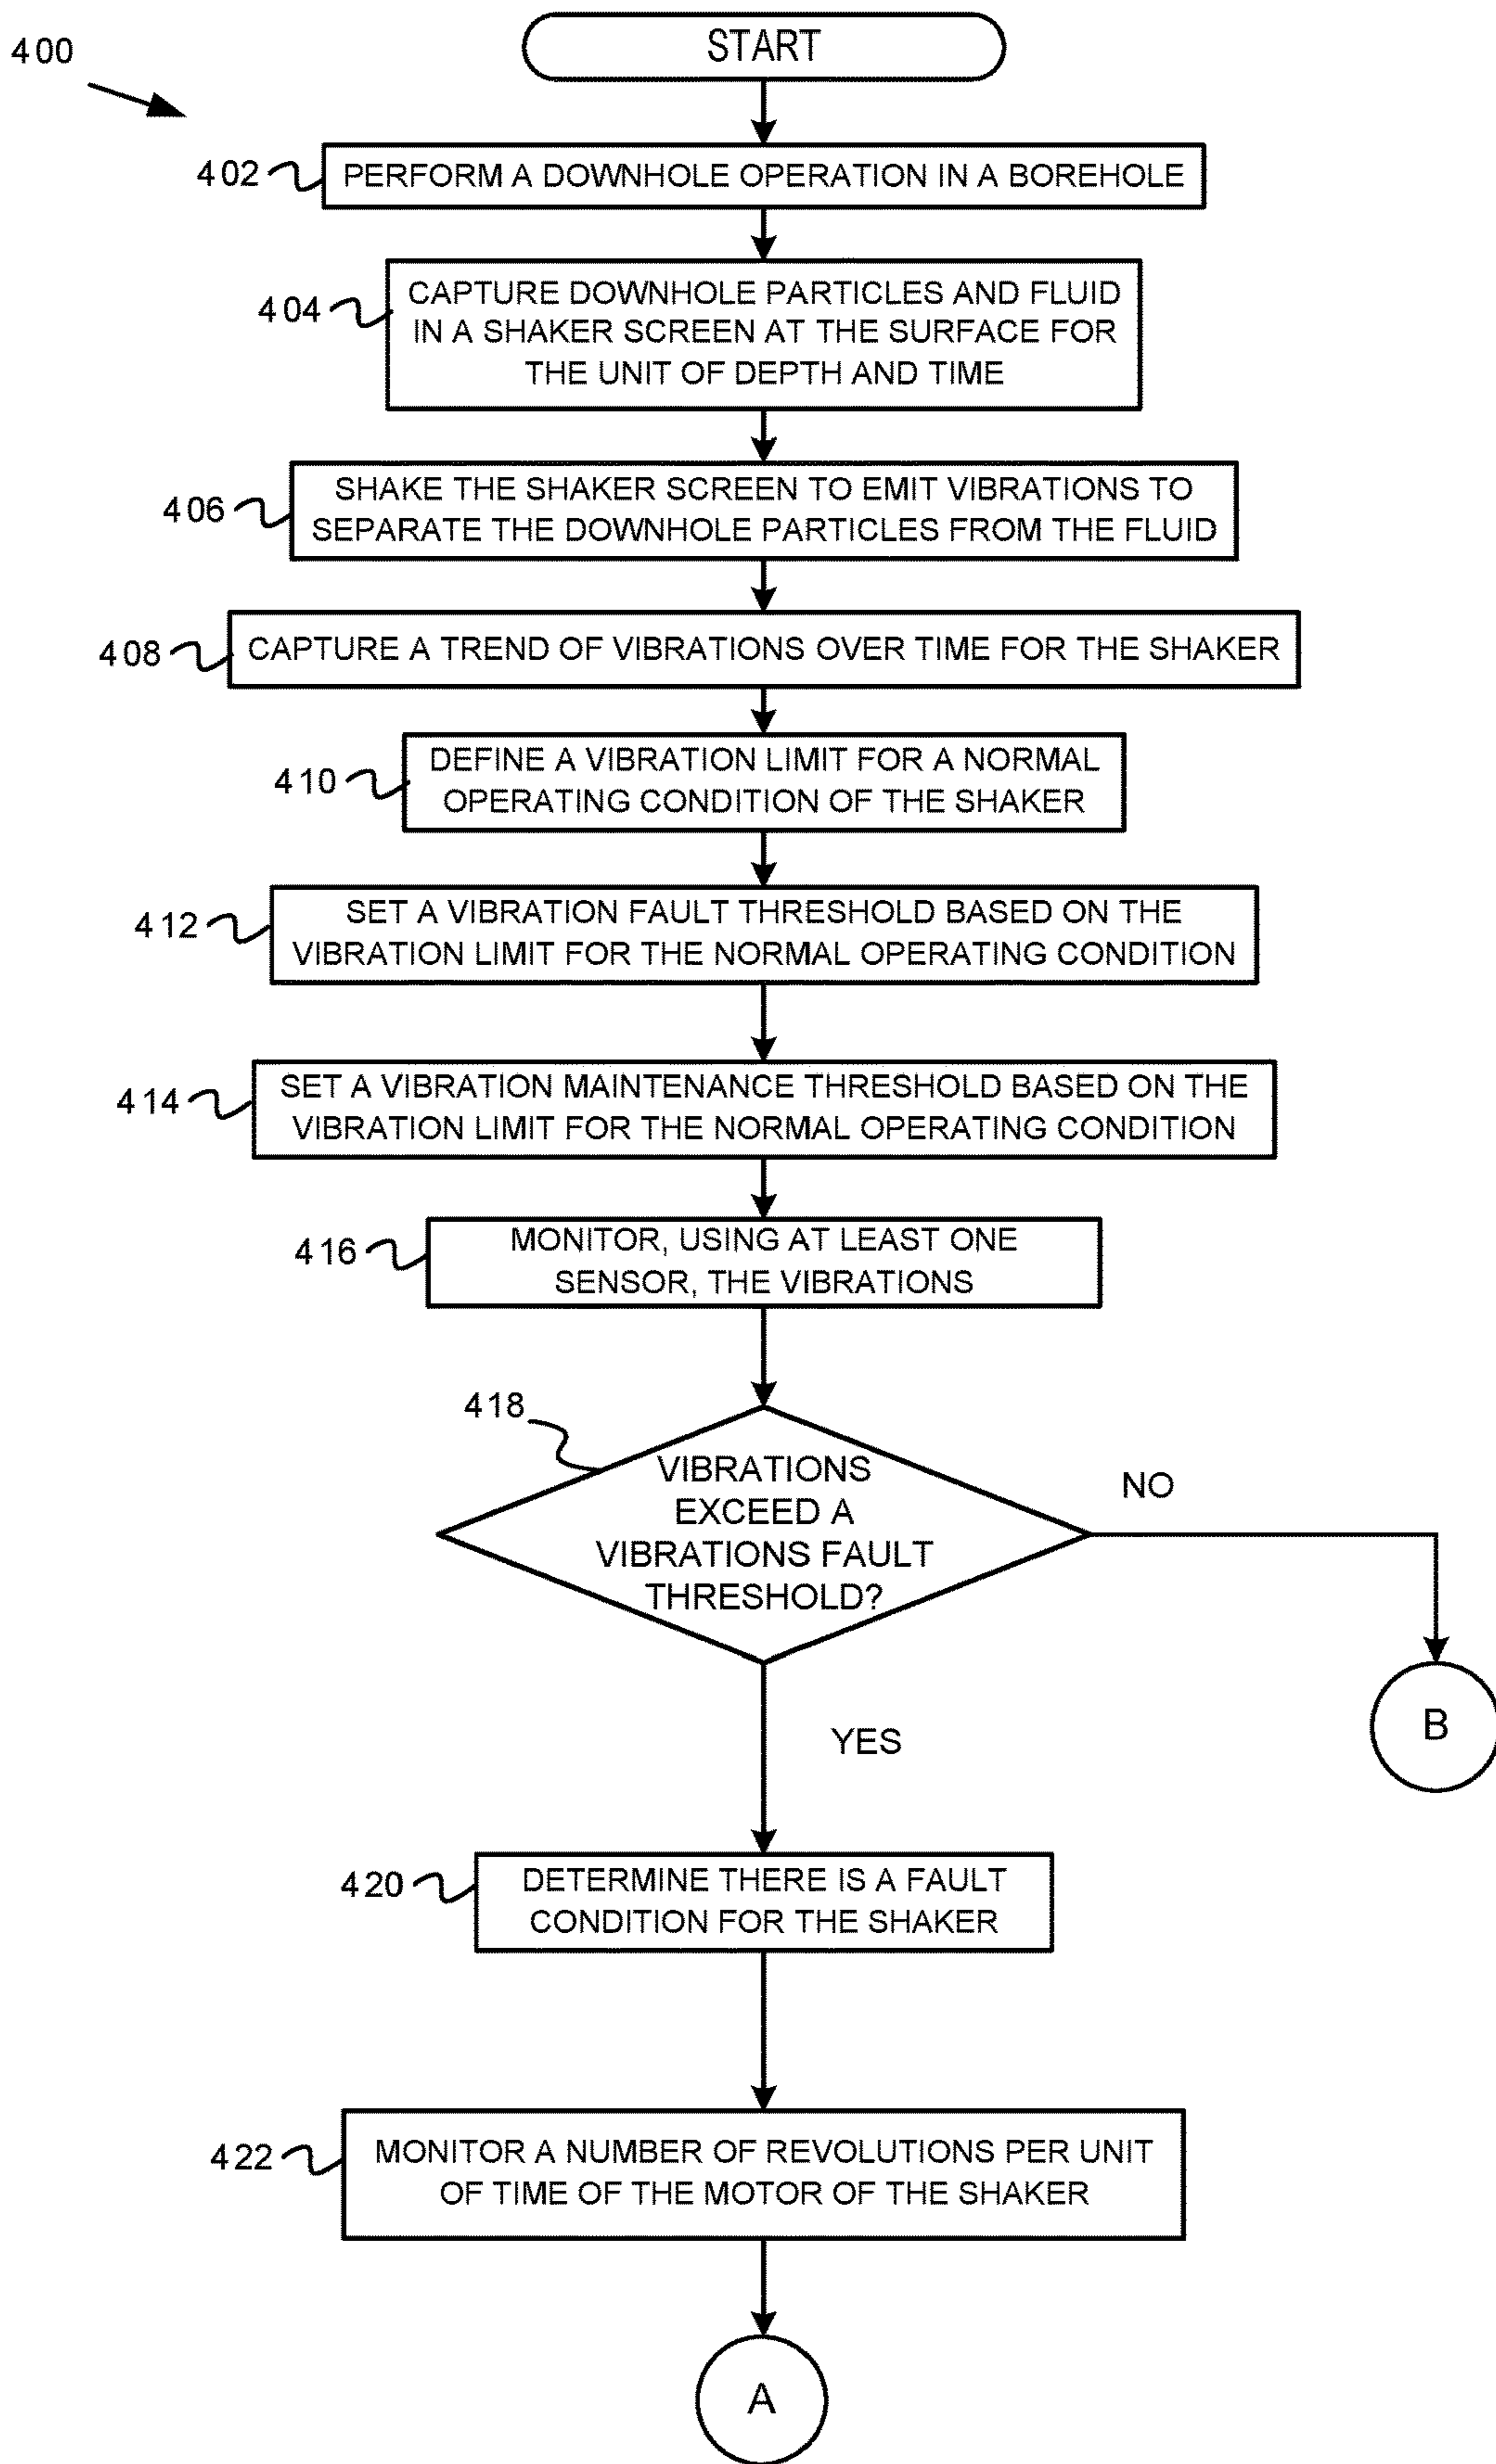 400
START
402
PERFORM A DOWNHOLE OPERATION IN A BOREHOLE
404
CAPTURE DOWNHOLE PARTICLES AND FLUID
IN A SHAKER SCREEN AT THE SURFACE FOR
THE UNIT OF DEPTH AND TIME
406
SHAKE THE SHAKER SCREEN TO EMIT VIBRATIONS TO
SEPARATE THE DOWNHOLE PARTICLES FROM THE FLUID
408
CAPTURE A TREND OF VIBRATIONS OVER TIME FOR THE SHAKER
410
DEFINE A VIBRATION LIMIT FOR A NORMAL
OPERATING CONDITION OF THE SHAKER
412
SET A VIBRATION FAULT THRESHOLD BASED ON THE
VIBRATION LIMIT FOR THE NORMAL OPERATING CONDITION
414
SET A VIBRATION MAINTENANCE THRESHOLD BASED ON THE
VIBRATION LIMIT FOR THE NORMAL OPERATING CONDITION
416
MONITOR, USING AT LEAST ONE
SENSOR, THE VIBRATIONS
418
VIBRATIONS
EXCEED A
VIBRATIONS FAULT
THRESHOLD?
NO
B
YES
420
DETERMINE THERE IS A FAULT
CONDITION FOR THE SHAKER
422
MONITOR A NUMBER OF REVOLUTIONS PER UNIT
OF TIME OF THE MOTOR OF THE SHAKER
A